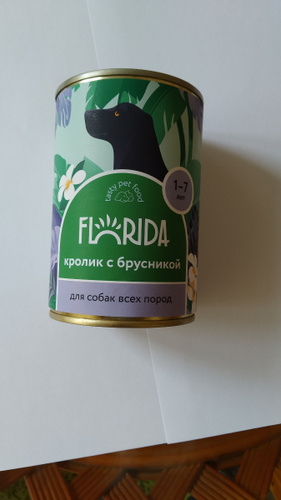 1–7
лет
tasty pet food
FLORIDA
кролик с брусникой
для собак всех пород